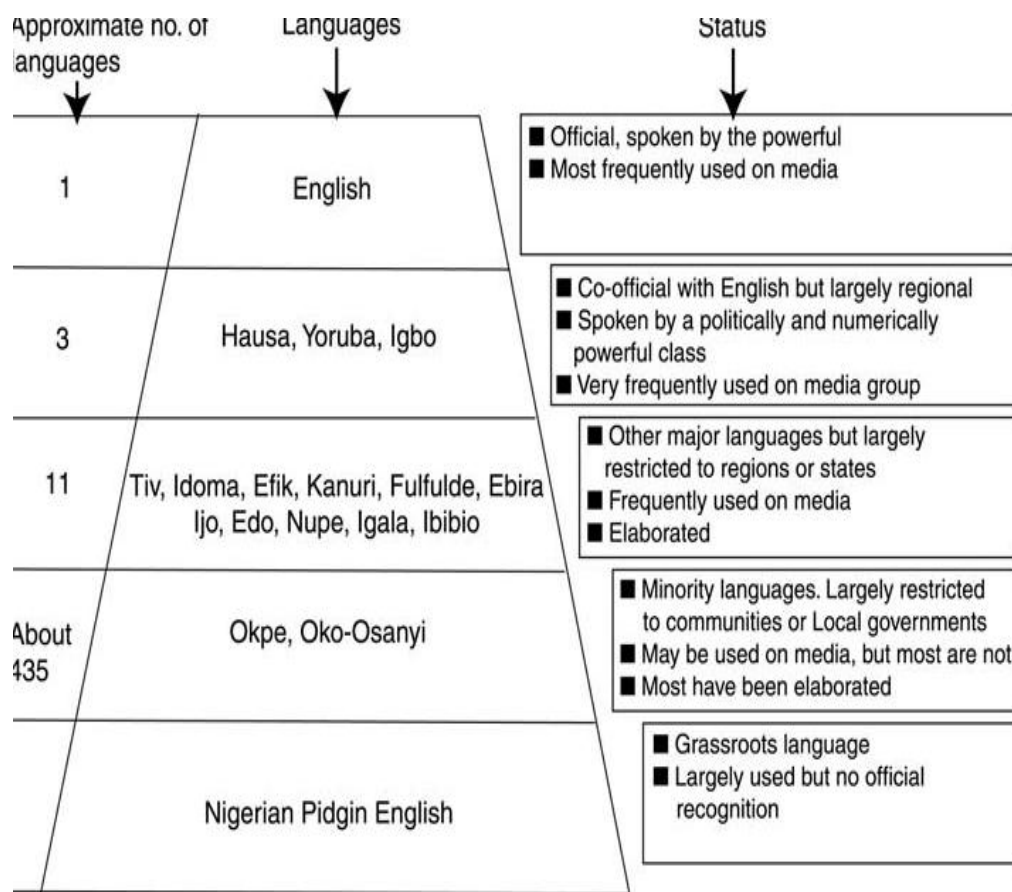 Approximate no. of
languages
Languages
Status
1
English
■ Official, spoken by the powerful
■ Most frequently used on media
3
Hausa, Yoruba, Igbo
■ Co-official with English but largely regional
■ Spoken by a politically and numerically
powerful class
■ Very frequently used on media group
11
Tiv, Idoma, Efik, Kanuri, Fulfulde, Ebira
Ijo, Edo, Nupe, Igala, Ibibio
■ Other major languages but largely
restricted to regions or states
■ Frequently used on media
■ Elaborated
About
435
Okpe, Oko-Osanyi
■ Minority languages. Largely restricted
to communities or Local governments
■ May be used on media, but most are not
■ Most have been elaborated
Nigerian Pidgin English
■ Grassroots language
■ Largely used but no official
recognition